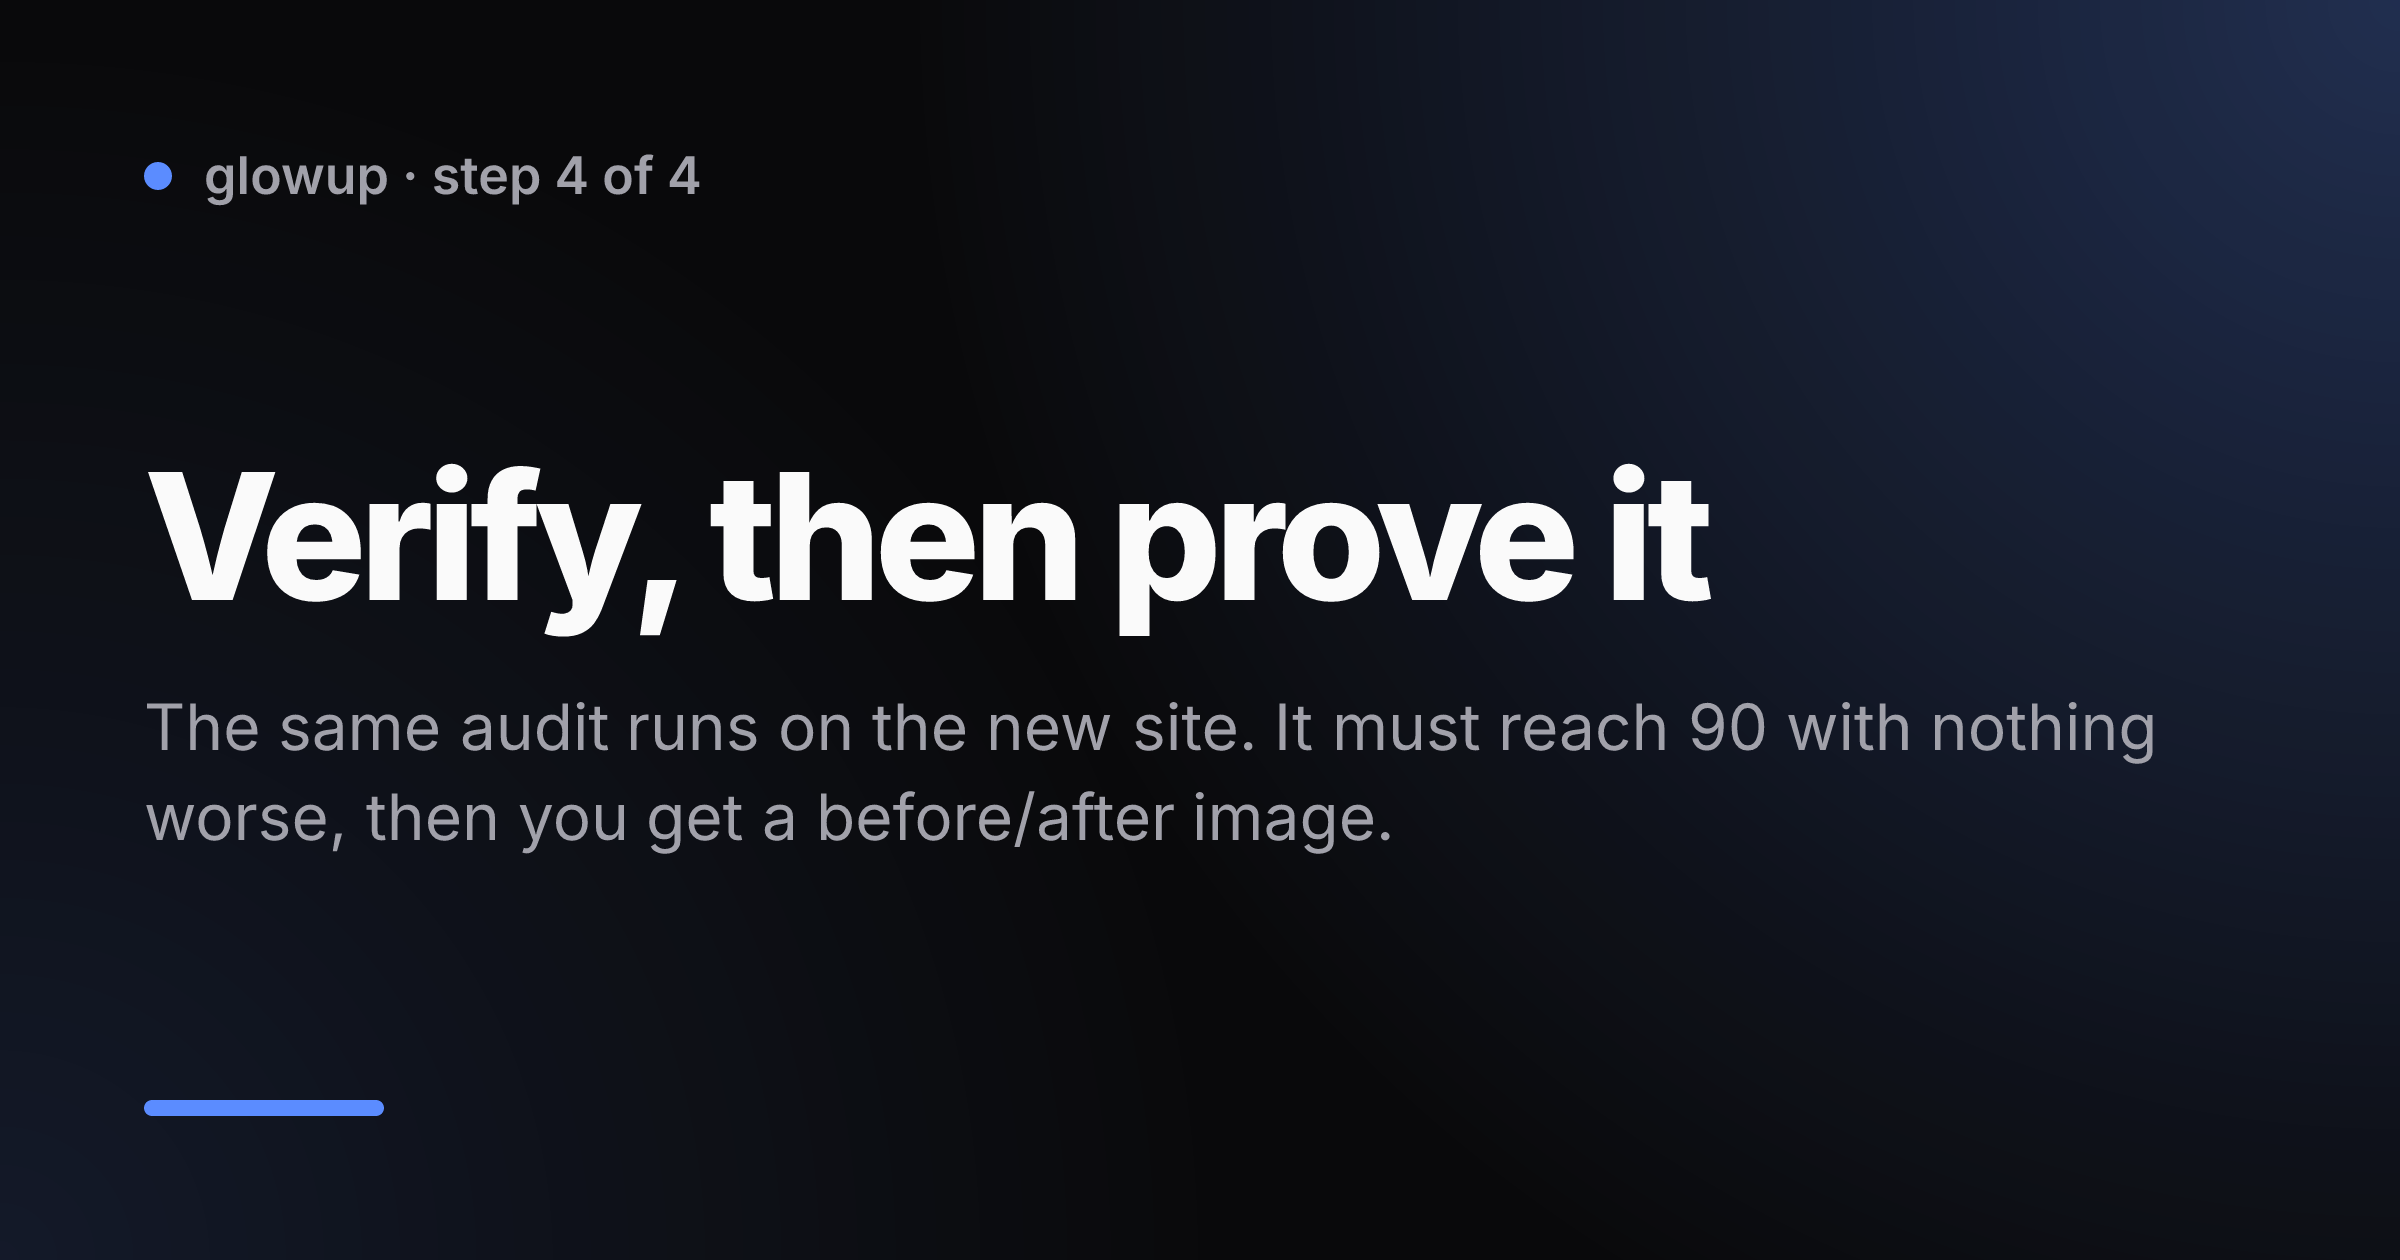 glowup · step 4 of 4
Verify, then prove it
The same audit runs on the new site. It must reach 90 with nothing
worse, then you get a before/after image.